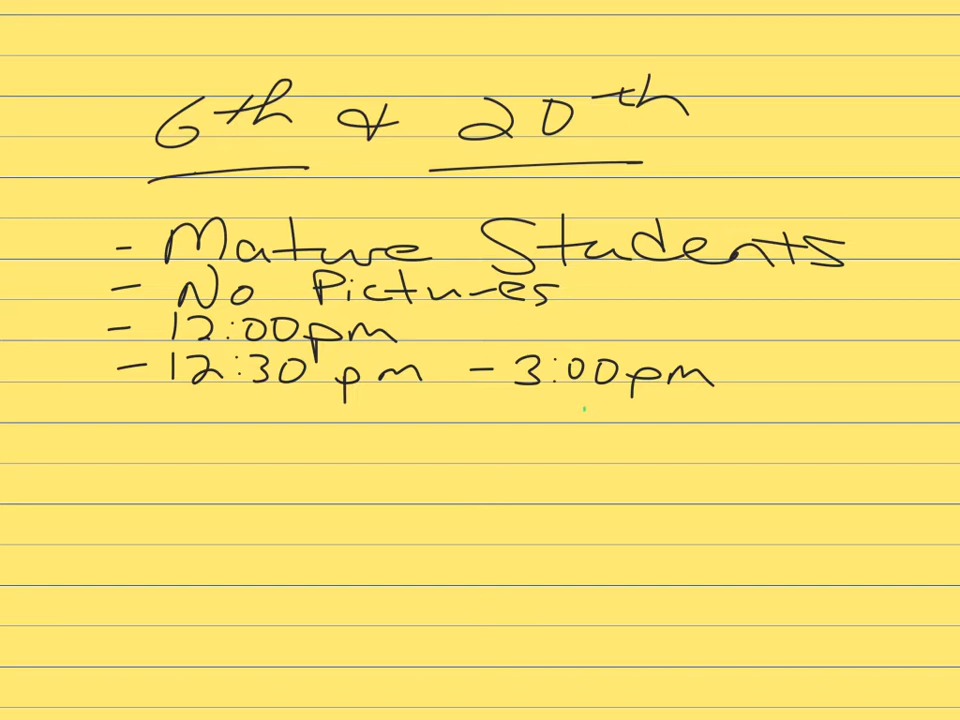 6th & 20th
- Mature Students
- No Pictures
- 12:00pm
- 12:30 pm - 3:00pm